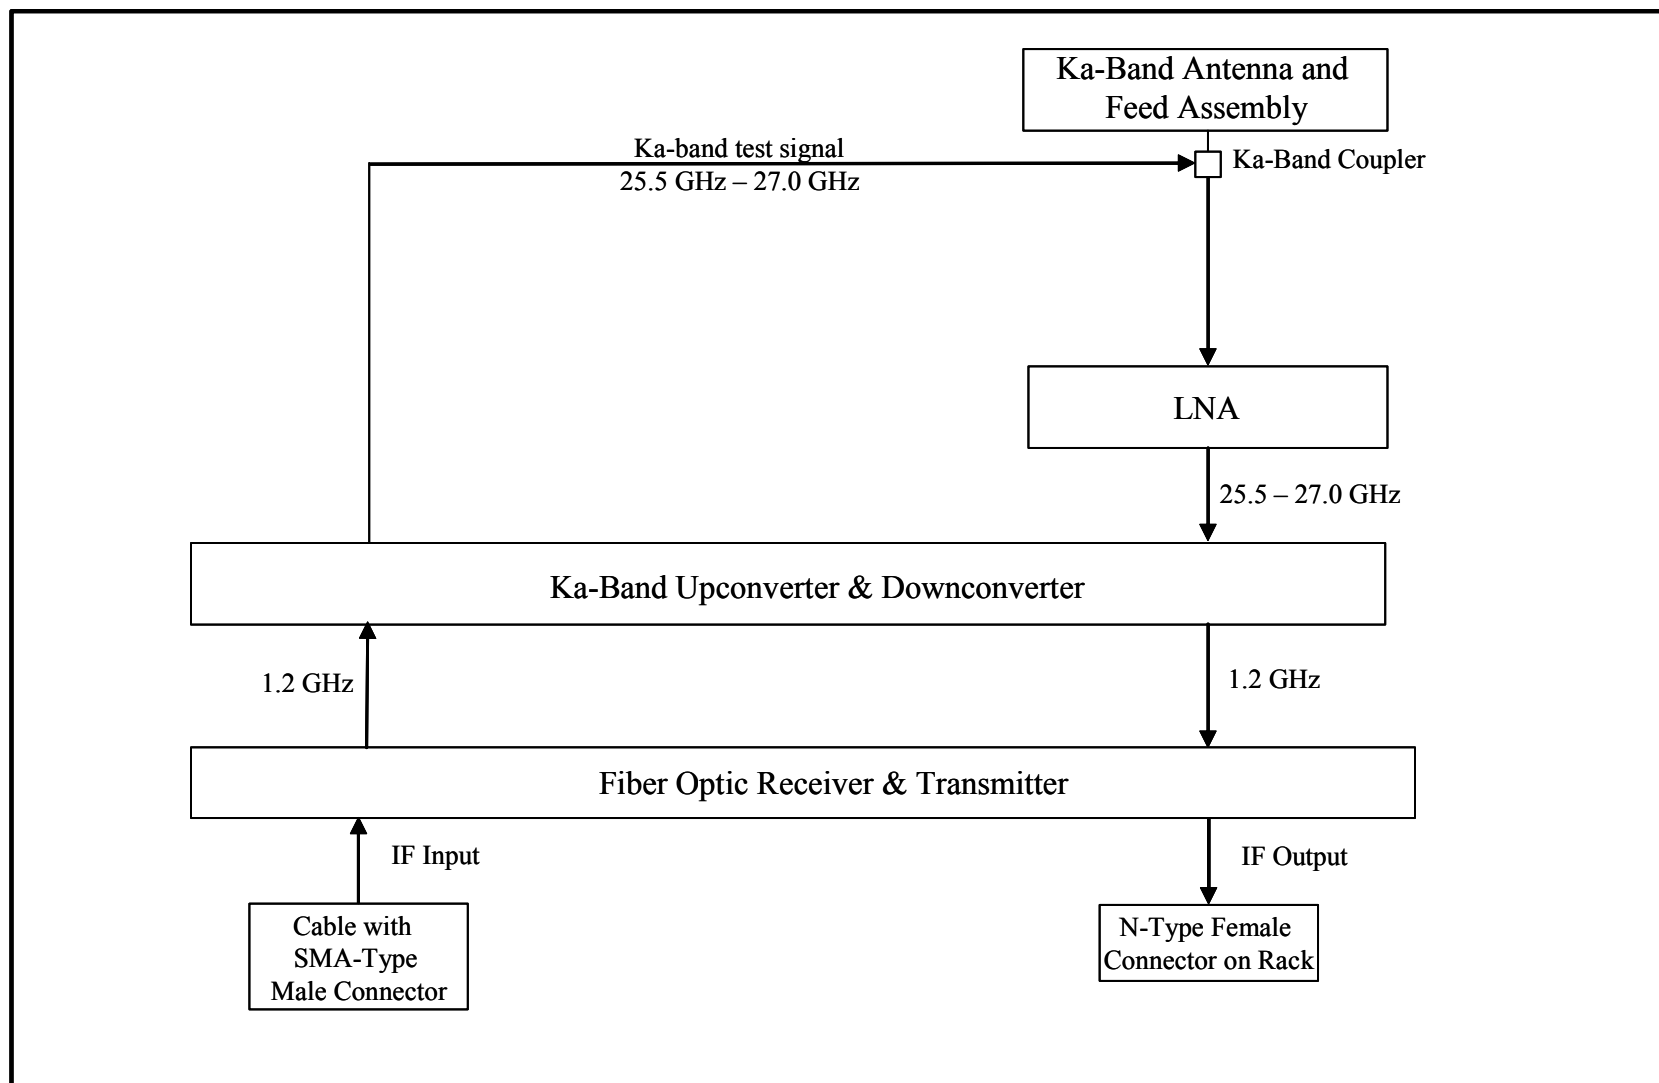 Ka-Band Antenna and
Feed Assembly
Ka-band test signal
25.5 GHz – 27.0 GHz
Ka-Band Coupler
LNA
25.5 – 27.0 GHz
Ka-Band Upconverter & Downconverter
1.2 GHz
1.2 GHz
Fiber Optic Receiver & Transmitter
IF Input
IF Output
Cable with
SMA-Type
Male Connector
N-Type Female
Connector on Rack